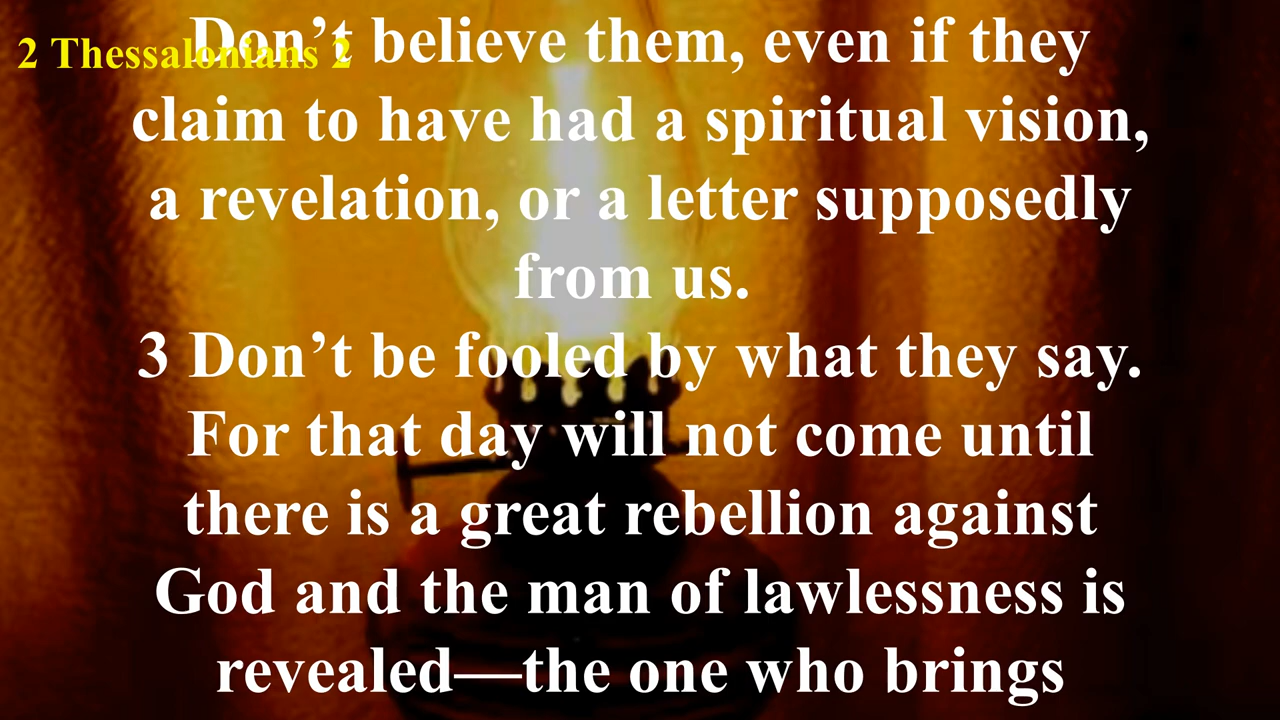 2 Thessalonians 2
Don’t believe them, even if they
claim to have had a spiritual vision,
a revelation, or a letter supposedly
from us.
3 Don’t be fooled by what they say.
For that day will not come until
there is a great rebellion against
God and the man of lawlessness is
revealed—the one who brings